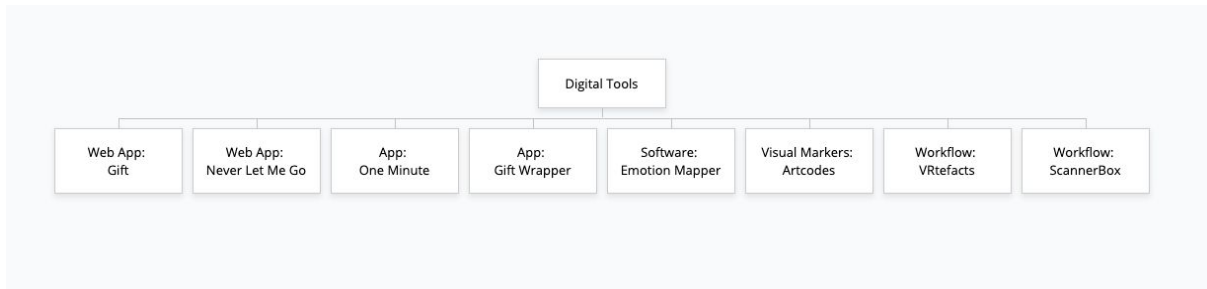 Digital Tools
Web App:
Gift
Web App:
Never Let Me Go
App:
One Minute
App:
Gift Wrapper
Software:
Emotion Mapper
Visual Markers:
Artcodes
Workflow:
VRtefacts
Workflow:
ScannerBox